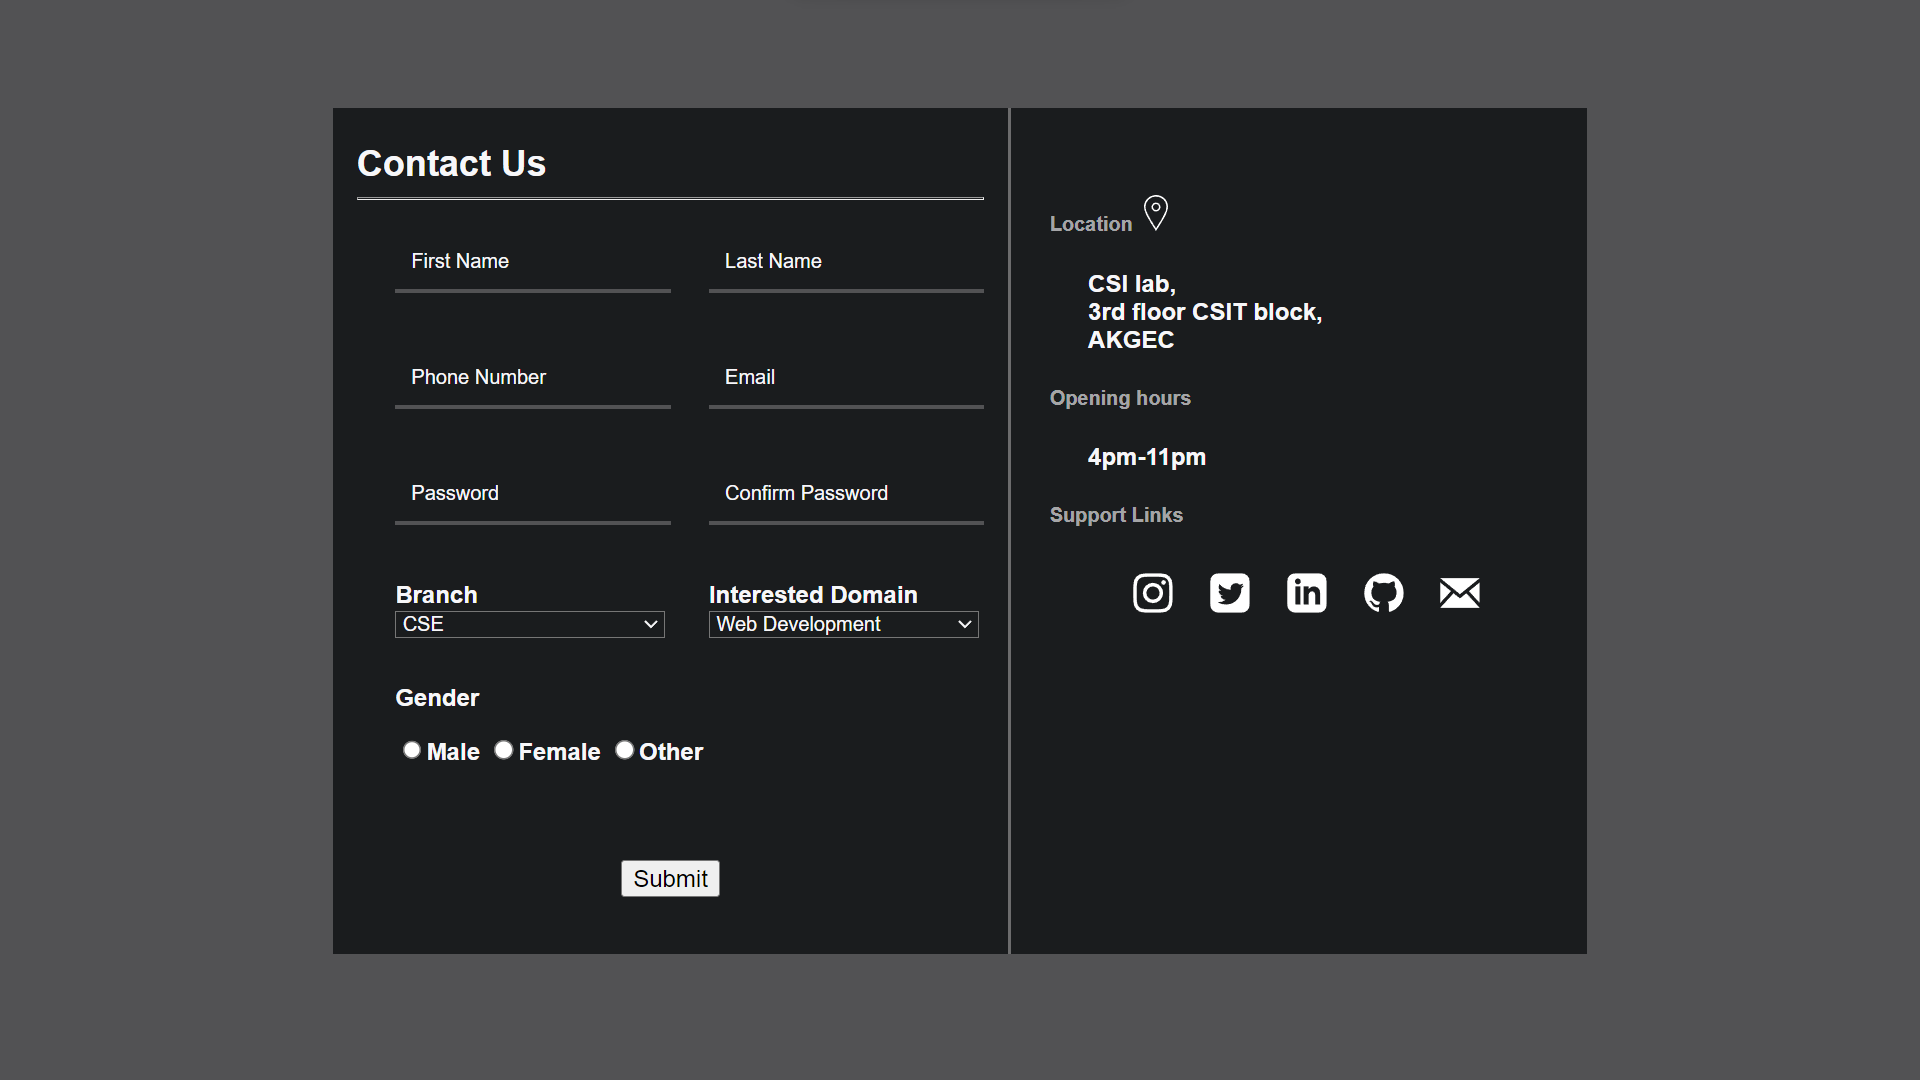 Contact Us
First Name
Last Name
Phone Number
Email
Password
Confirm Password
Branch
Interested Domain
CSE
Web Development
Gender
Male
Female
Other
Submit
Location
CSI lab,
3rd floor CSIT block,
AKGEC
Opening hours
4pm-11pm
Support Links
in